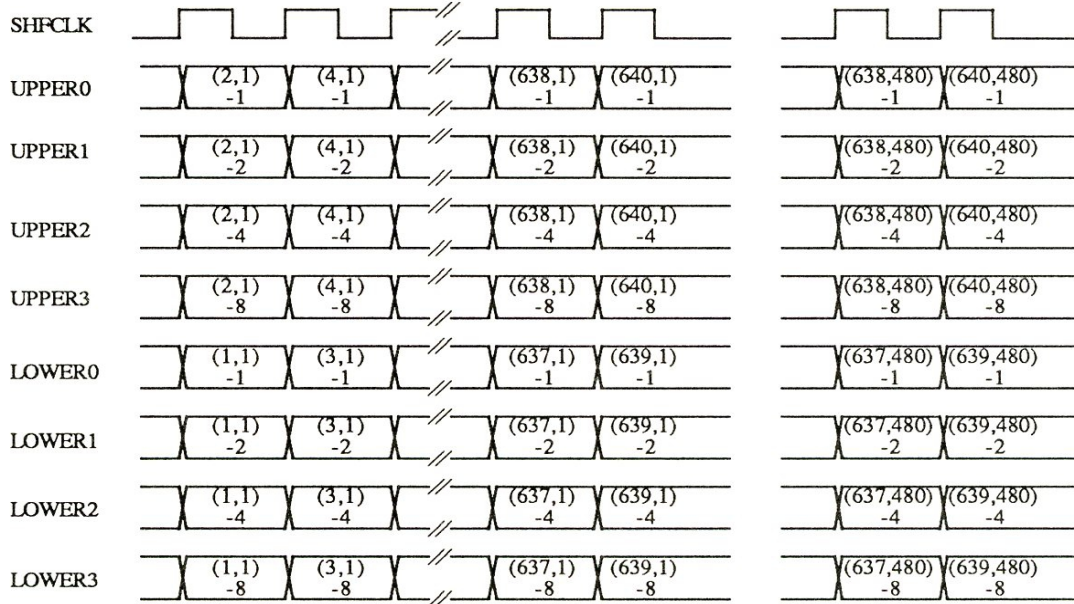 SHFCLK
UPPER0 (2,1) (4,1) (638,1) (640,1) (638,480) (640,480)
-1 -1 -1 -1 -1 -1
UPPER1 (2,1) (4,1) (638,1) (640,1) (638,480) (640,480)
-2 -2 -2 -2 -2 -2
UPPER2 (2,1) (4,1) (638,1) (640,1) (638,480) (640,480)
-4 -4 -4 -4 -4 -4
UPPER3 (2,1) (4,1) (638,1) (640,1) (638,480) (640,480)
-8 -8 -8 -8 -8 -8
LOWER0 (1,1) (3,1) (637,1) (639,1) (637,480) (639,480)
-1 -1 -1 -1 -1 -1
LOWER1 (1,1) (3,1) (637,1) (639,1) (637,480) (639,480)
-2 -2 -2 -2 -2 -2
LOWER2 (1,1) (3,1) (637,1) (639,1) (637,480) (639,480)
-4 -4 -4 -4 -4 -4
LOWER3 (1,1) (3,1) (637,1) (639,1) (637,480) (639,480)
-8 -8 -8 -8 -8 -8